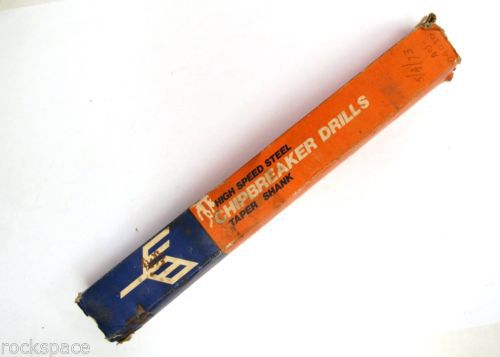 HIGH SPEED STEEL
CHIPBREAKER DRILLS
TAPER SHANK
rockspace